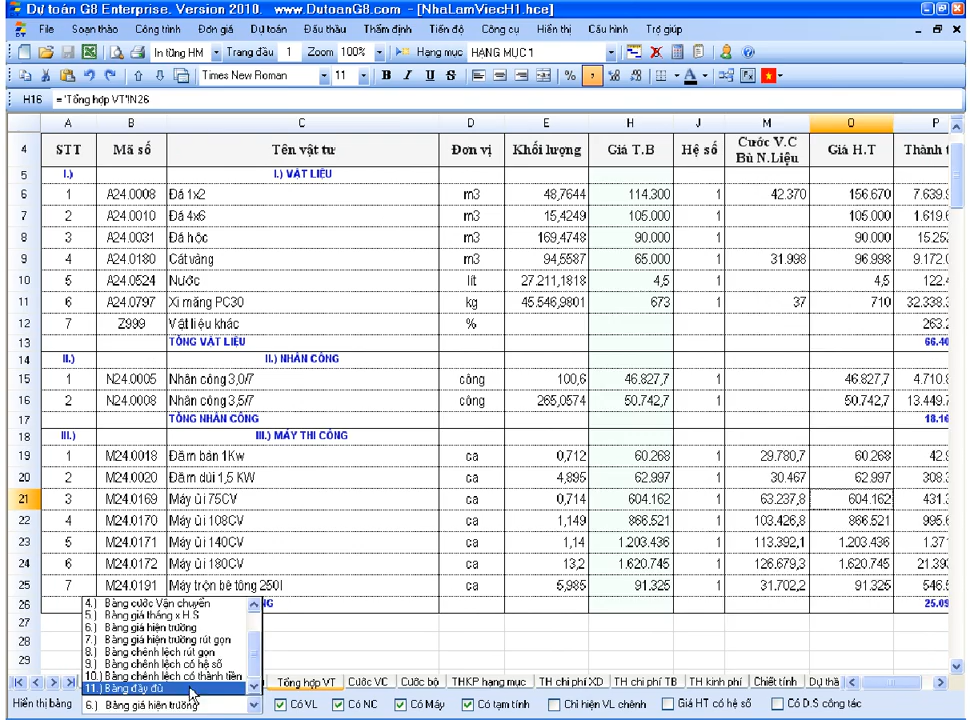 Dự toán G8 Enterprise. Version 2010. www.DutoanG8.com - [NhaLamViecH1.hce]
File Soạn thảo Công trình Đơn giá Dự toán Đấu thầu Thẩm định Tiến độ Công cụ Hiển thị Cấu hình Trợ giúp
In từng HM Trang đầu 1 Zoom 100% Hạng mục HẠNG MỤC 1
Times New Roman 11 B I U S % , A fx
H16 = 'Tổng hợp VT'!N26
A B C D E H J M O P
4 STT Mã số Tên vật tư Đơn vị Khối lượng Giá T.B Hệ số Cước V.C Bù N.Liệu Giá H.T Thành t
5 I.) I.) VẬT LIỆU
6 1 A24.0008 Đá 1x2 m3 48,7644 114.300 1 42.370 156.670 7.639.9
7 2 A24.0010 Đá 4x6 m3 15,4249 105.000 1 105.000 1.619.6
8 3 A24.0031 Đá hộc m3 169,4748 90.000 1 90.000 15.252
9 4 A24.0180 Cát vàng m3 94,5587 65.000 1 31.998 96.998 9.172.0
10 5 A24.0524 Nước lít 27.211,1818 4,5 1 4,5 122.4
11 6 A24.0797 Xi măng PC30 kg 45.546,9801 673 1 37 710 32.338.3
12 7 Z999 Vật liệu khác % 263.2
13 TỔNG VẬT LIỆU 66.40
14 II.) II.) NHÂN CÔNG
15 1 N24.0005 Nhân công 3,0/7 công 100,6 46.827,7 1 46.827,7 4.710.8
16 2 N24.0008 Nhân công 3,5/7 công 265,0574 50.742,7 1 50.742,7 13.449.7
17 TỔNG NHÂN CÔNG 18.16
18 III.) III.) MÁY THI CÔNG
19 1 M24.0018 Đầm bàn 1Kw ca 0,712 60.268 1 29.780,7 60.268 42.9
20 2 M24.0020 Đầm dùi 1,5 KW ca 4,895 62.997 1 30.467 62.997 308.3
21 3 M24.0169 Máy ủi 75CV ca 0,714 604.162 1 63.237,8 604.162 431.3
22 4 M24.0170 Máy ủi 108CV ca 1,149 866.521 1 103.426,8 866.521 995.6
23 5 M24.0171 Máy ủi 140CV ca 1,14 1.203.436 1 113.392,1 1.203.436 1.371
24 6 M24.0172 Máy ủi 180CV ca 13,2 1.620.745 1 126.679,3 1.620.745 21.393
25 7 M24.0191 Máy trộn bê tông 250l ca 5,985 91.325 1 31.702,2 91.325 546.5
26 NG 25.09
27
28
29
4.) Bảng cước Vận chuyển
5.) Bảng giá tháng x H.S
6.) Bảng giá hiện trường
7.) Bảng giá hiện trường rút gọn
8.) Bảng chênh lệch rút gọn
9.) Bảng chênh lệch có hệ số
10.) Bảng chênh lệch có thành tiền
11.) Bảng đầy đủ
Tổng hợp VT Cước VC Cước bộ THKP hạng mục TH chi phí XD TH chi phí TB TH kinh phí Chiết tính Dự thầ
Hiển thị bảng 6.) Bảng giá hiện trường Có VL Có NC Có Máy Có tạm tính Chỉ hiện VL chênh Giá HT có hệ số Có D.S công tác